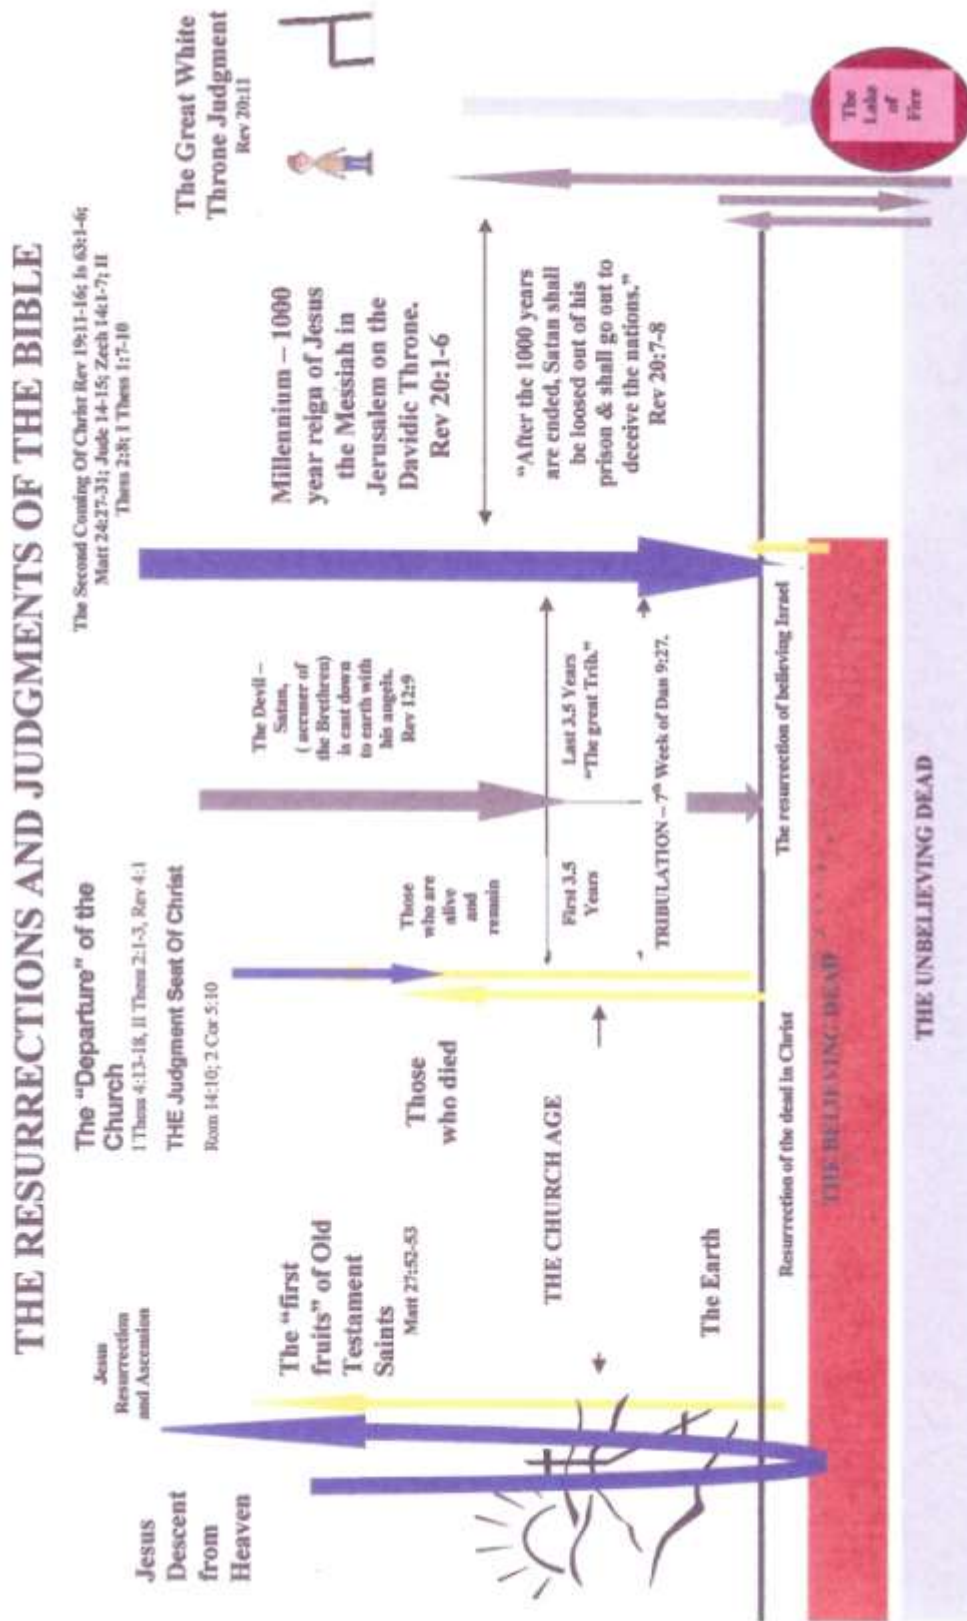 THE RESURRECTIONS AND JUDGMENTS OF THE BIBLE
Jesus
Descent
from
Heaven
Jesus
Resurrection
and Ascension
The "first
fruits" of Old
Testament
Saints
Matt 27:52-53
The "Departure" of the
Church
1 Thess 4:13-18, II Thess 2:1-3, Rev 4:1
THE Judgment Seat Of Christ
Rom 14:10; 2 Cor 5:10
Those
who died
Those
who are
alive
and
remain
The Devil –
Satan,
( accuser of
the Brethren)
is cast down
to earth with
his angels.
Rev 12:9
The Second Coming Of Christ Rev 19:11-16; Is 63:1-6;
Matt 24:27-31; Jude 14-15; Zech 14:1-7; II
Thess 2:8; 1 Thess 1:7-10
Millennium – 1000
year reign of Jesus
the Messiah in
Jerusalem on the
Davidic Throne.
Rev 20:1-6
"After the 1000 years
are ended, Satan shall
be loosed out of his
prison & shall go out to
deceive the nations."
Rev 20:7-8
The Great White
Throne Judgment
Rev 20:11
The
Lake
of
Fire
THE CHURCH AGE
First 3.5
Years
Last 3.5 Years
"The great Trib."
TRIBULATION – 7th Week of Dan 9:27.
The Earth
Resurrection of the dead in Christ
The resurrection of believing Israel
THE BELIEVING DEAD
THE UNBELIEVING DEAD